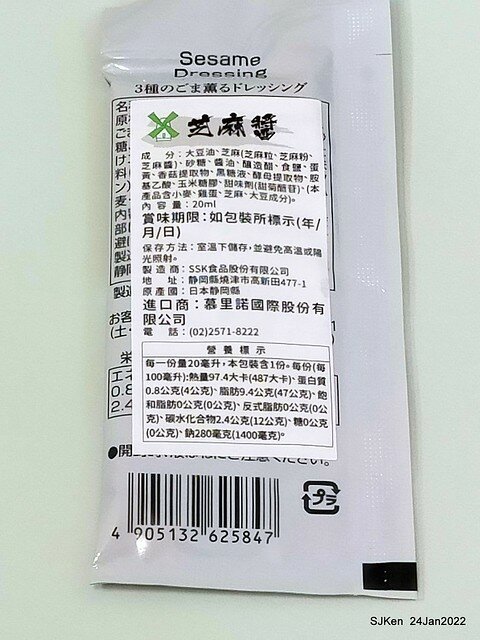 Sesame
Dressing
3種のごま薫るドレッシング
芝麻醬
成 分：大豆油、芝麻(芝麻粒、芝麻粉、
芝麻醬)、砂糖、醬油、釀造醋、食鹽、蛋
黃、香菇提取物、黑糖液、酵母提取物、胺
基乙酸、玉米糖膠、甜味劑(甜菊醣苷)、(本
產品含小麥、雞蛋、芝麻、大豆成分)。
內 容 量：20ml
賞味期限：如包裝所標示(年/
月/日)
保存方法：室溫下儲存，並避免高溫或陽
光照射。
製 造 商：SSK食品股份有限公司
地 址：静岡縣燒津市高新田477-1
原 產 國：日本静岡縣
進口商：慕里諾國際股份有
限公司
電 話：(02)2571-8222
營 養 標 示
每一份量20毫升，本包裝含1份。每份(每
100毫升):熱量97.4大卡(487大卡)、蛋白質
0.8公克(4公克)、脂肪9.4公克(47公克)、飽
和脂肪0公克(0公克)、反式脂肪0公克(0公
克)、碳水化合物2.4公克(12公克)、糖0公克
(0公克)、鈉280毫克(1400毫克)。
プラ
4 905132 625847
SJKen 24Jan2022